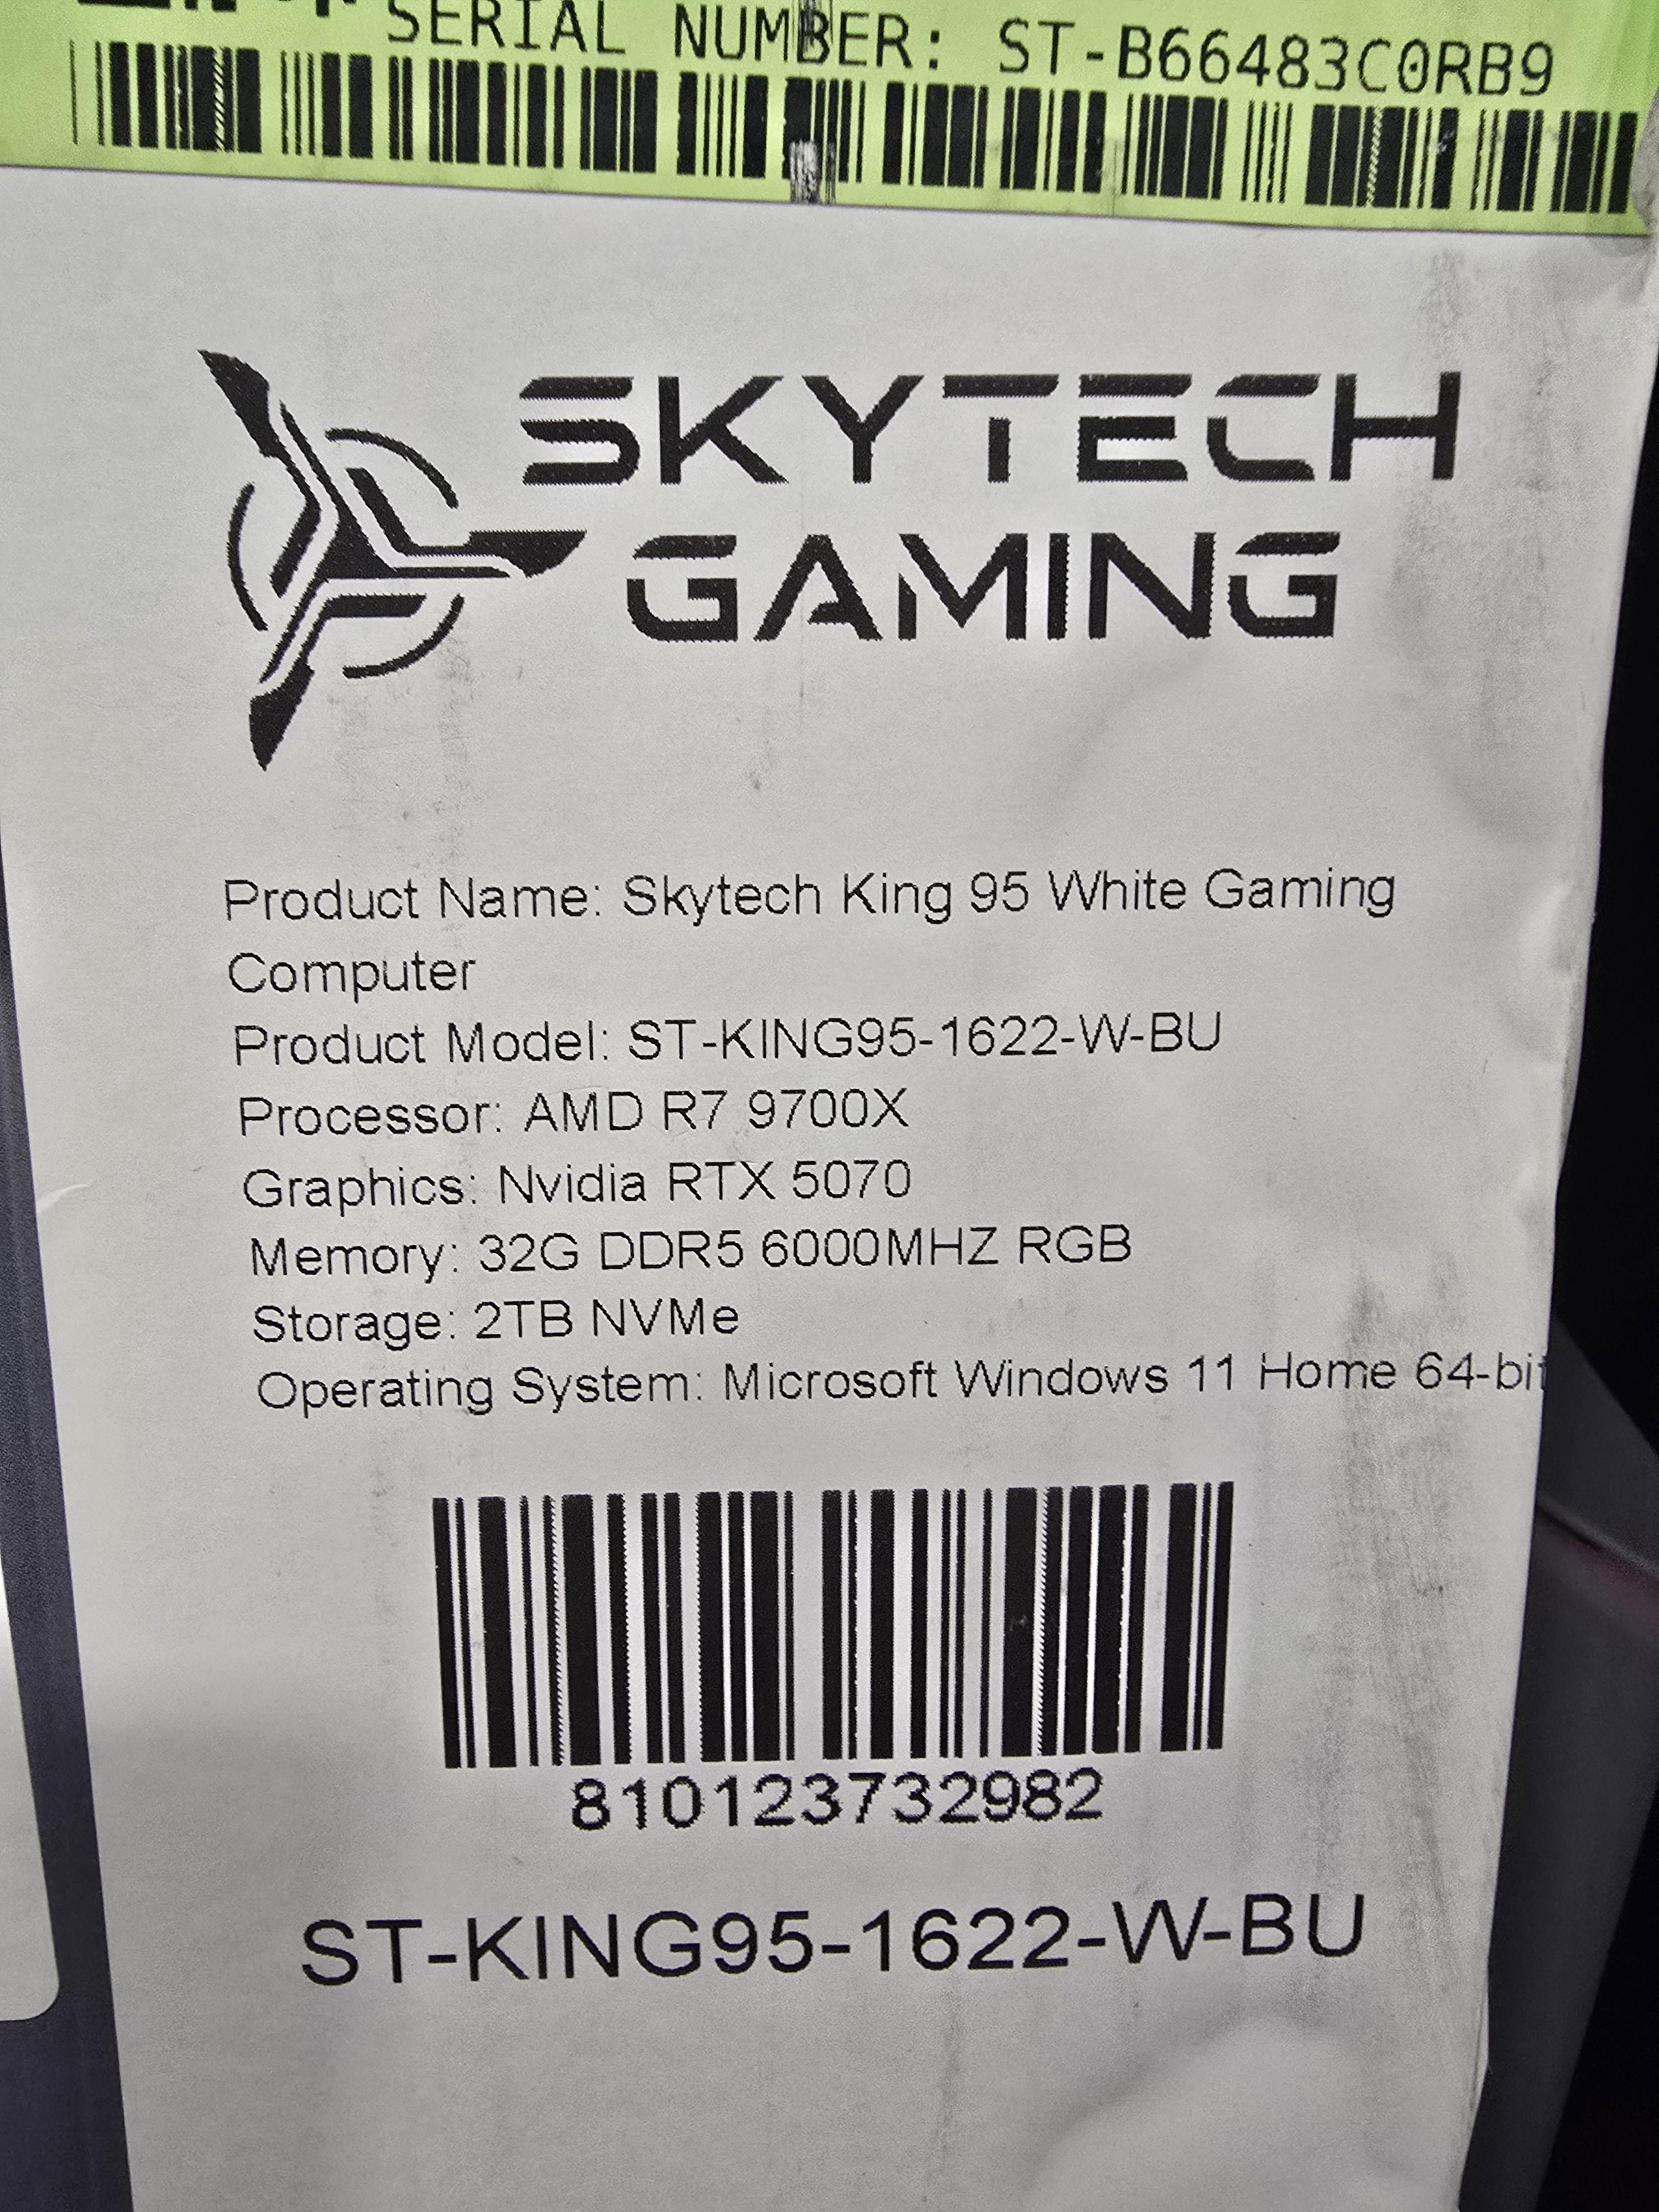 SERIAL NUMBER: ST-B66483C0RB9
SKYTECH
GAMING
Product Name: Skytech King 95 White Gaming
Computer
Product Model: ST-KING95-1622-W-BU
Processor: AMD R7 9700X
Graphics: Nvidia RTX 5070
Memory: 32G DDR5 6000MHZ RGB
Storage: 2TB NVMe
Operating System: Microsoft Windows 11 Home 64-bit
810123732982
ST-KING95-1622-W-BU